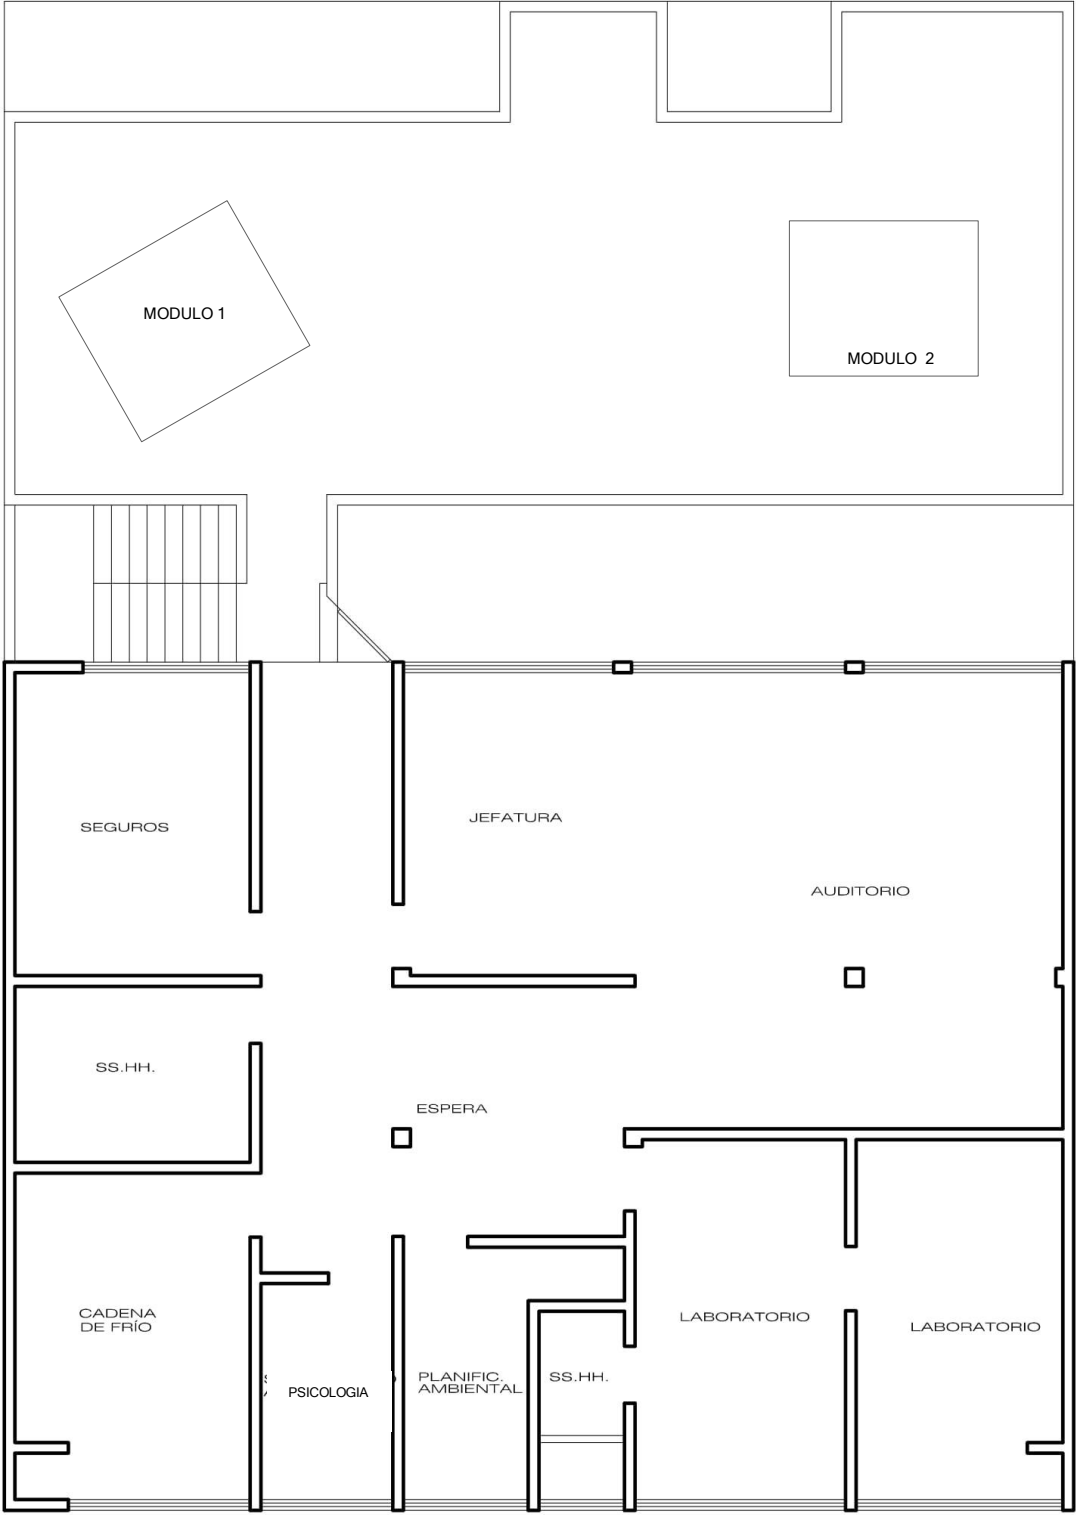 MODULO 1
MODULO 2
SEGUROS
JEFATURA
AUDITORIO
SS.HH.
ESPERA
CADENA
DE FRÍO
LABORATORIO
LABORATORIO
PLANIFIC.
AMBIENTAL
SS.HH.
PSICOLOGIA